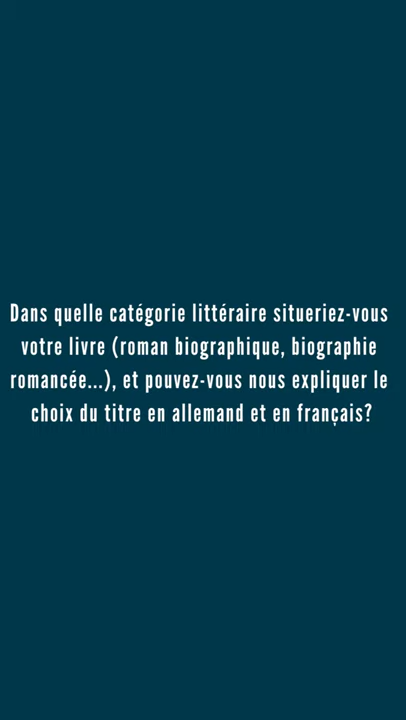 Dans quelle catégorie littéraire situeriez-vous
votre livre (roman biographique, biographie
romancée...), et pouvez-vous nous expliquer le
choix du titre en allemand et en français?